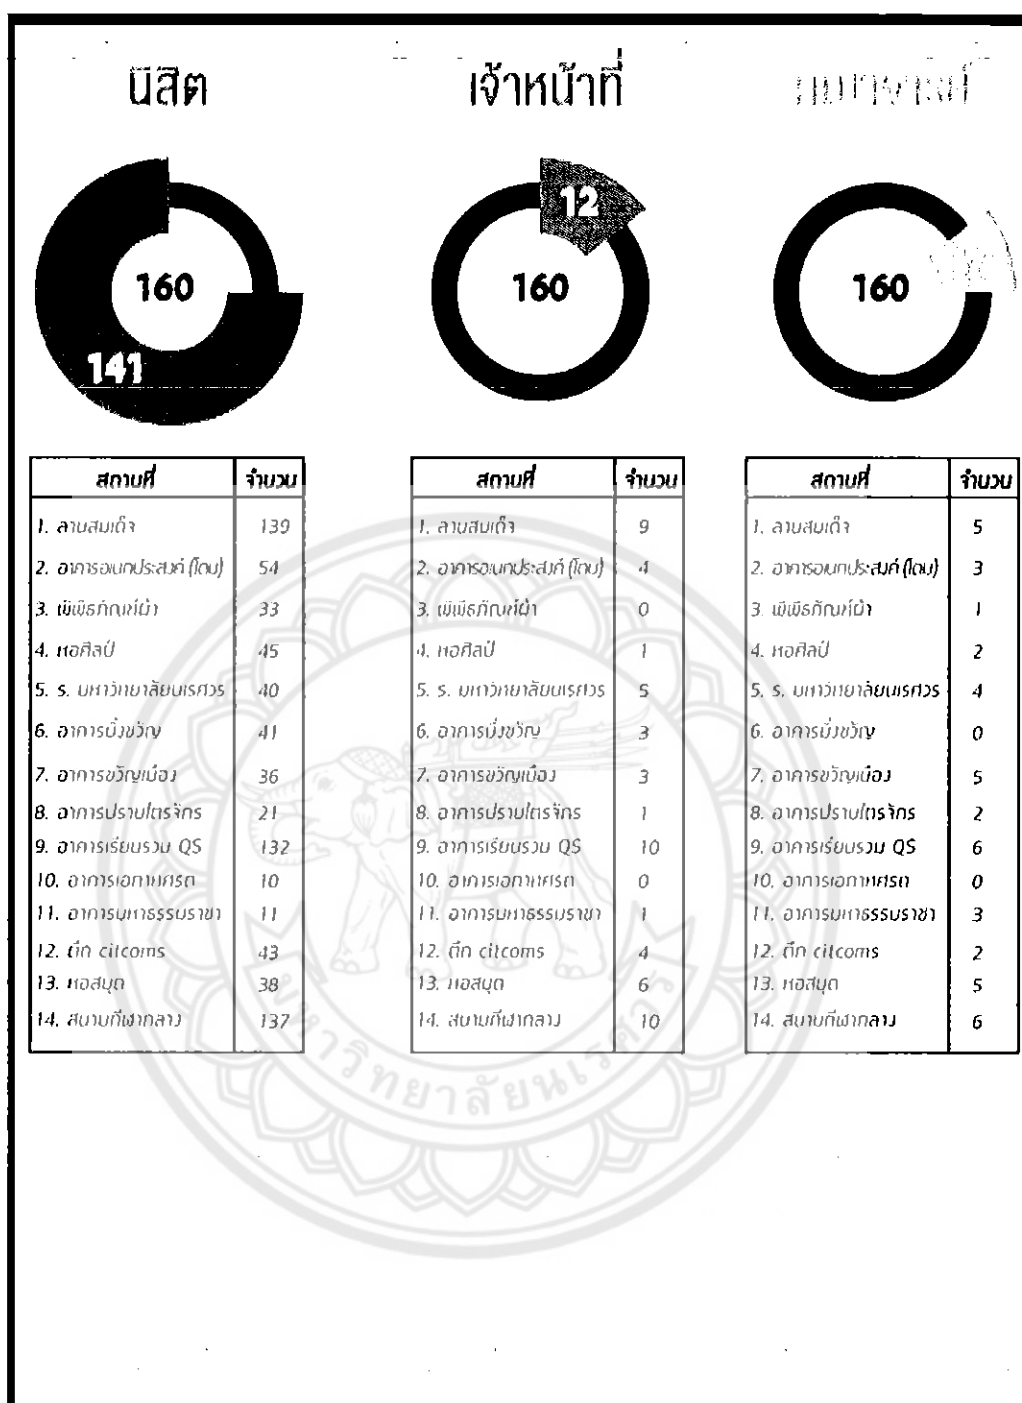 นิสิต
160
141
สถานที่ จำนวน
1. ลานสมเด็จ 139
2. อาคารอเนกประสงค์ (โดม) 54
3. พิพิธภัณฑ์ผ้า 33
4. หอศิลป์ 45
5. ร. มหาวิทยาลัยนเรศวร 40
6. อาคารมิ่งขวัญ 41
7. อาคารขวัญเมือง 36
8. อาคารปราบไตรจักร 21
9. อาคารเรียนรวม QS 132
10. อาคารเอกาทศรถ 10
11. อาคารมหาธรรมราชา 11
12. ตึก citcoms 43
13. หอสมุด 38
14. สนามกีฬากลาง 137
เจ้าหน้าที่
12
160
สถานที่ จำนวน
1. ลานสมเด็จ 9
2. อาคารอเนกประสงค์ (โดม) 4
3. พิพิธภัณฑ์ผ้า 0
4. หอศิลป์ 1
5. ร. มหาวิทยาลัยนเรศวร 5
6. อาคารมิ่งขวัญ 3
7. อาคารขวัญเมือง 3
8. อาคารปราบไตรจักร 1
9. อาคารเรียนรวม QS 10
10. อาคารเอกาทศรถ 0
11. อาคารมหาธรรมราชา 1
12. ตึก citcoms 4
13. หอสมุด 6
14. สนามกีฬากลาง 10
160
สถานที่ จำนวน
1. ลานสมเด็จ 5
2. อาคารอเนกประสงค์ (โดม) 3
3. พิพิธภัณฑ์ผ้า 1
4. หอศิลป์ 2
5. ร. มหาวิทยาลัยนเรศวร 4
6. อาคารมิ่งขวัญ 0
7. อาคารขวัญเมือง 5
8. อาคารปราบไตรจักร 2
9. อาคารเรียนรวม QS 6
10. อาคารเอกาทศรถ 0
11. อาคารมหาธรรมราชา 3
12. ตึก citcoms 2
13. หอสมุด 5
14. สนามกีฬากลาง 6
มหาวิทยาลัยนเรศวร